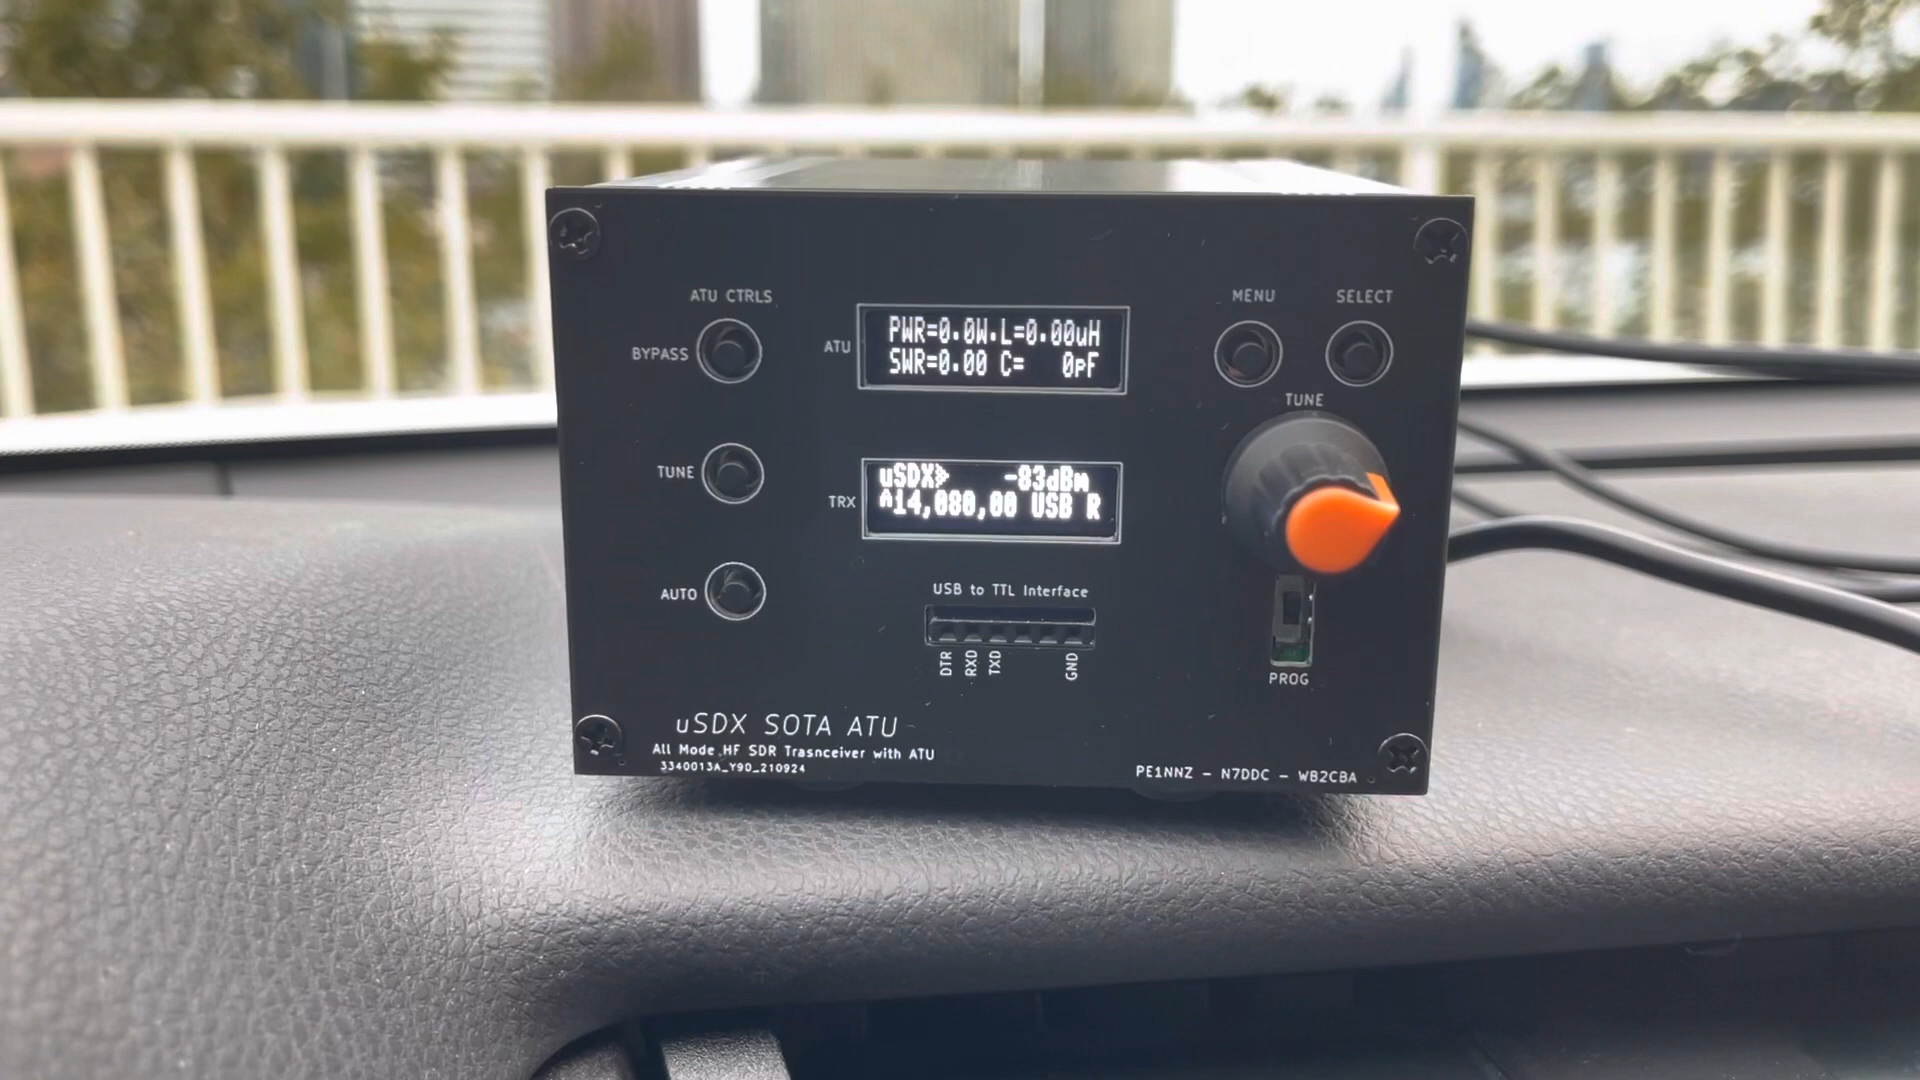 ATU CTRLS
BYPASS
TUNE
AUTO
ATU
PWR=0.0W.L=0.00uH
SWR=0.00 C=   0pF
TRX
uSDX    -83dBm
14,080,00 USB R
MENU
SELECT
TUNE
USB to TTL Interface
DTR
RXD
TXD
GND
PROG
uSDX SOTA ATU
All Mode HF SDR Trasnceiver with ATU
3340013A_Y90_210924
PE1NNZ - N7DDC - WB2CBA